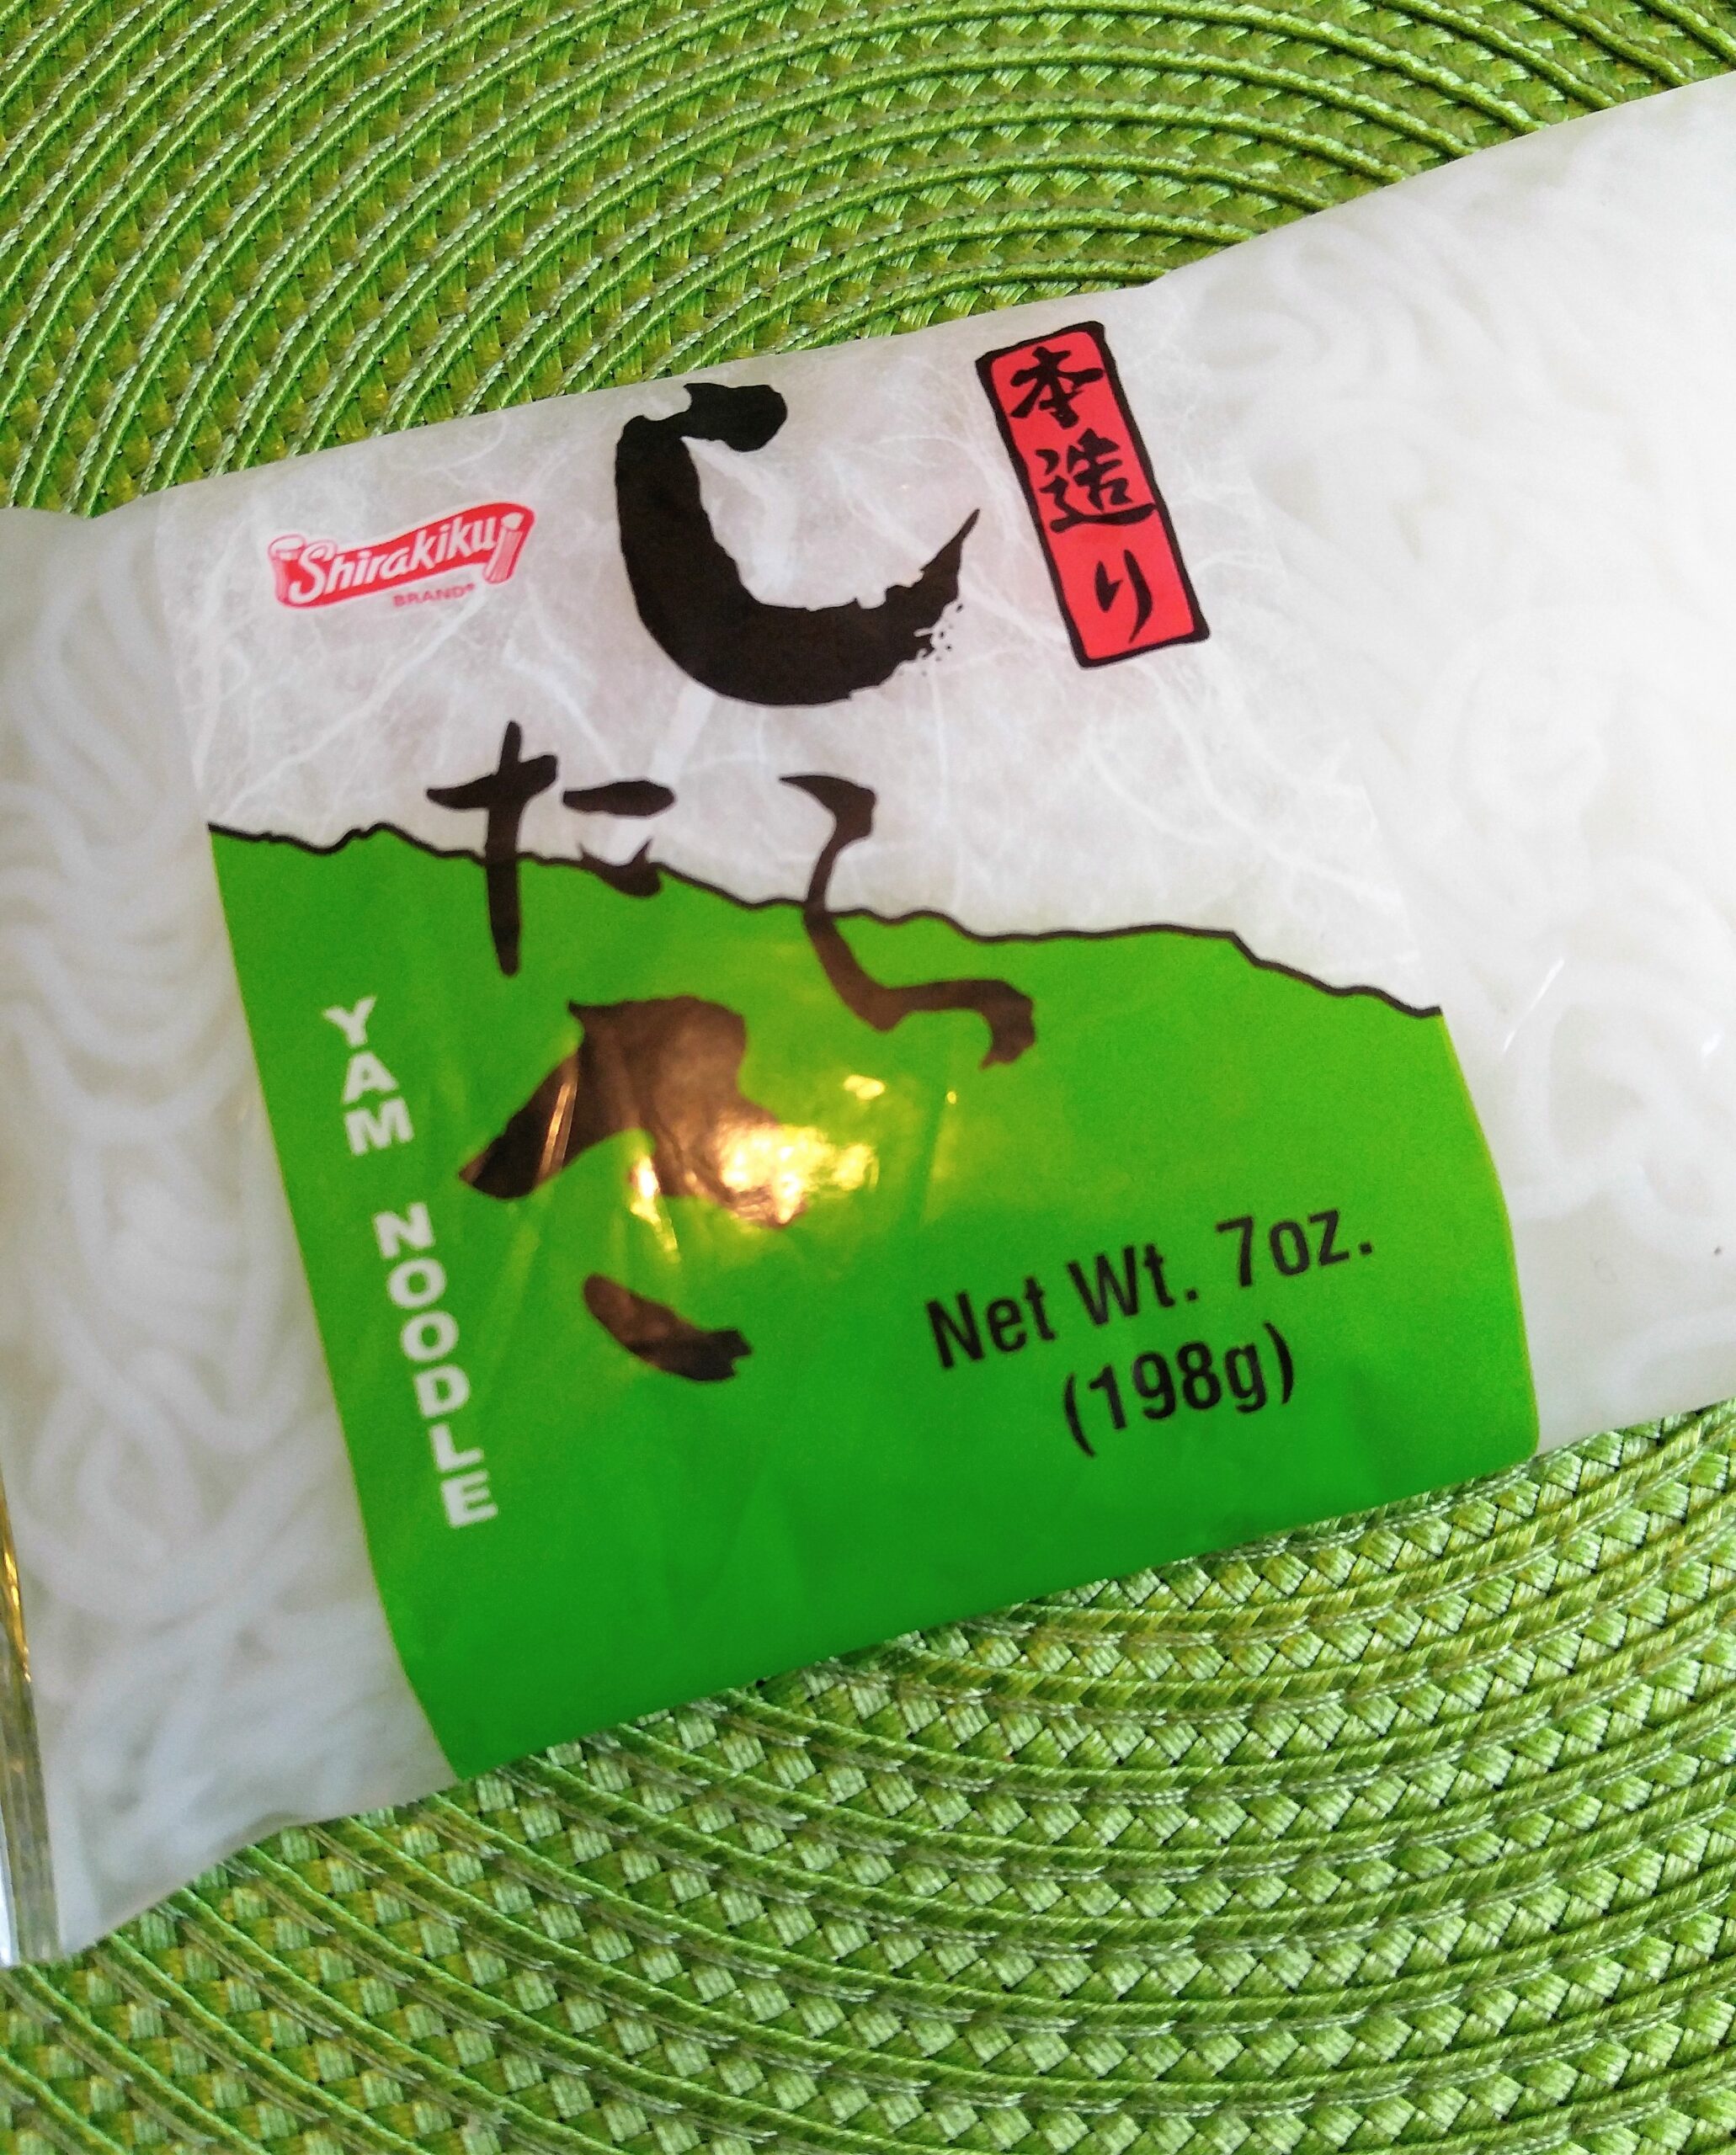 Shirakiku
BRAND®
本造り
しら
たき
YAM NOODLE
Net Wt. 7oz.
(198g)